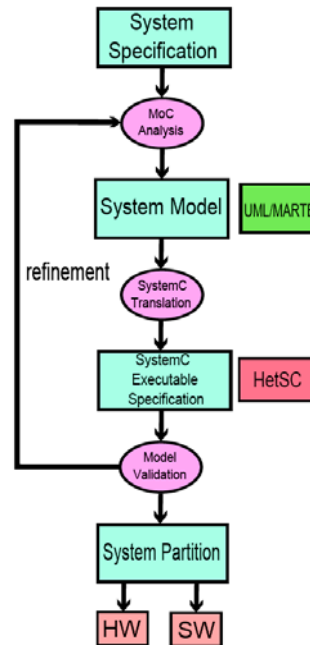 System
Specification
MoC
Analysis
System Model
UML/MARTE
refinement
SystemC
Translation
SystemC
Executable
Specification
HetSC
Model
Validation
System Partition
HW
SW